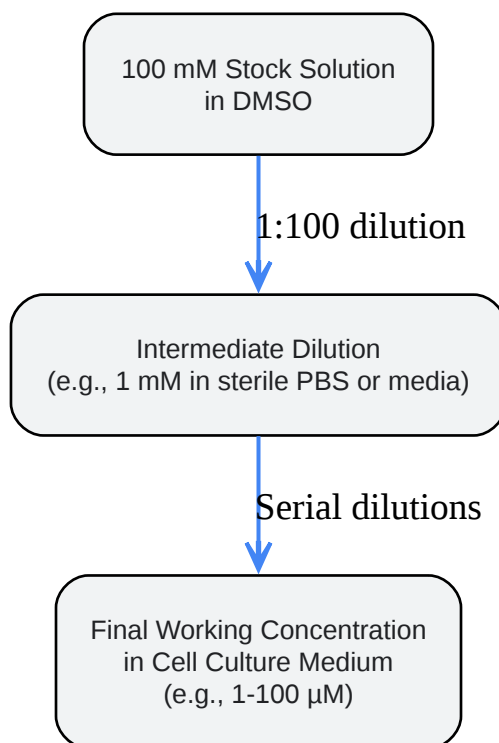 100 mM Stock Solution
in DMSO
1:100 dilution
Intermediate Dilution
(e.g., 1 mM in sterile PBS or media)
Serial dilutions
Final Working Concentration
in Cell Culture Medium
(e.g., 1-100 µM)